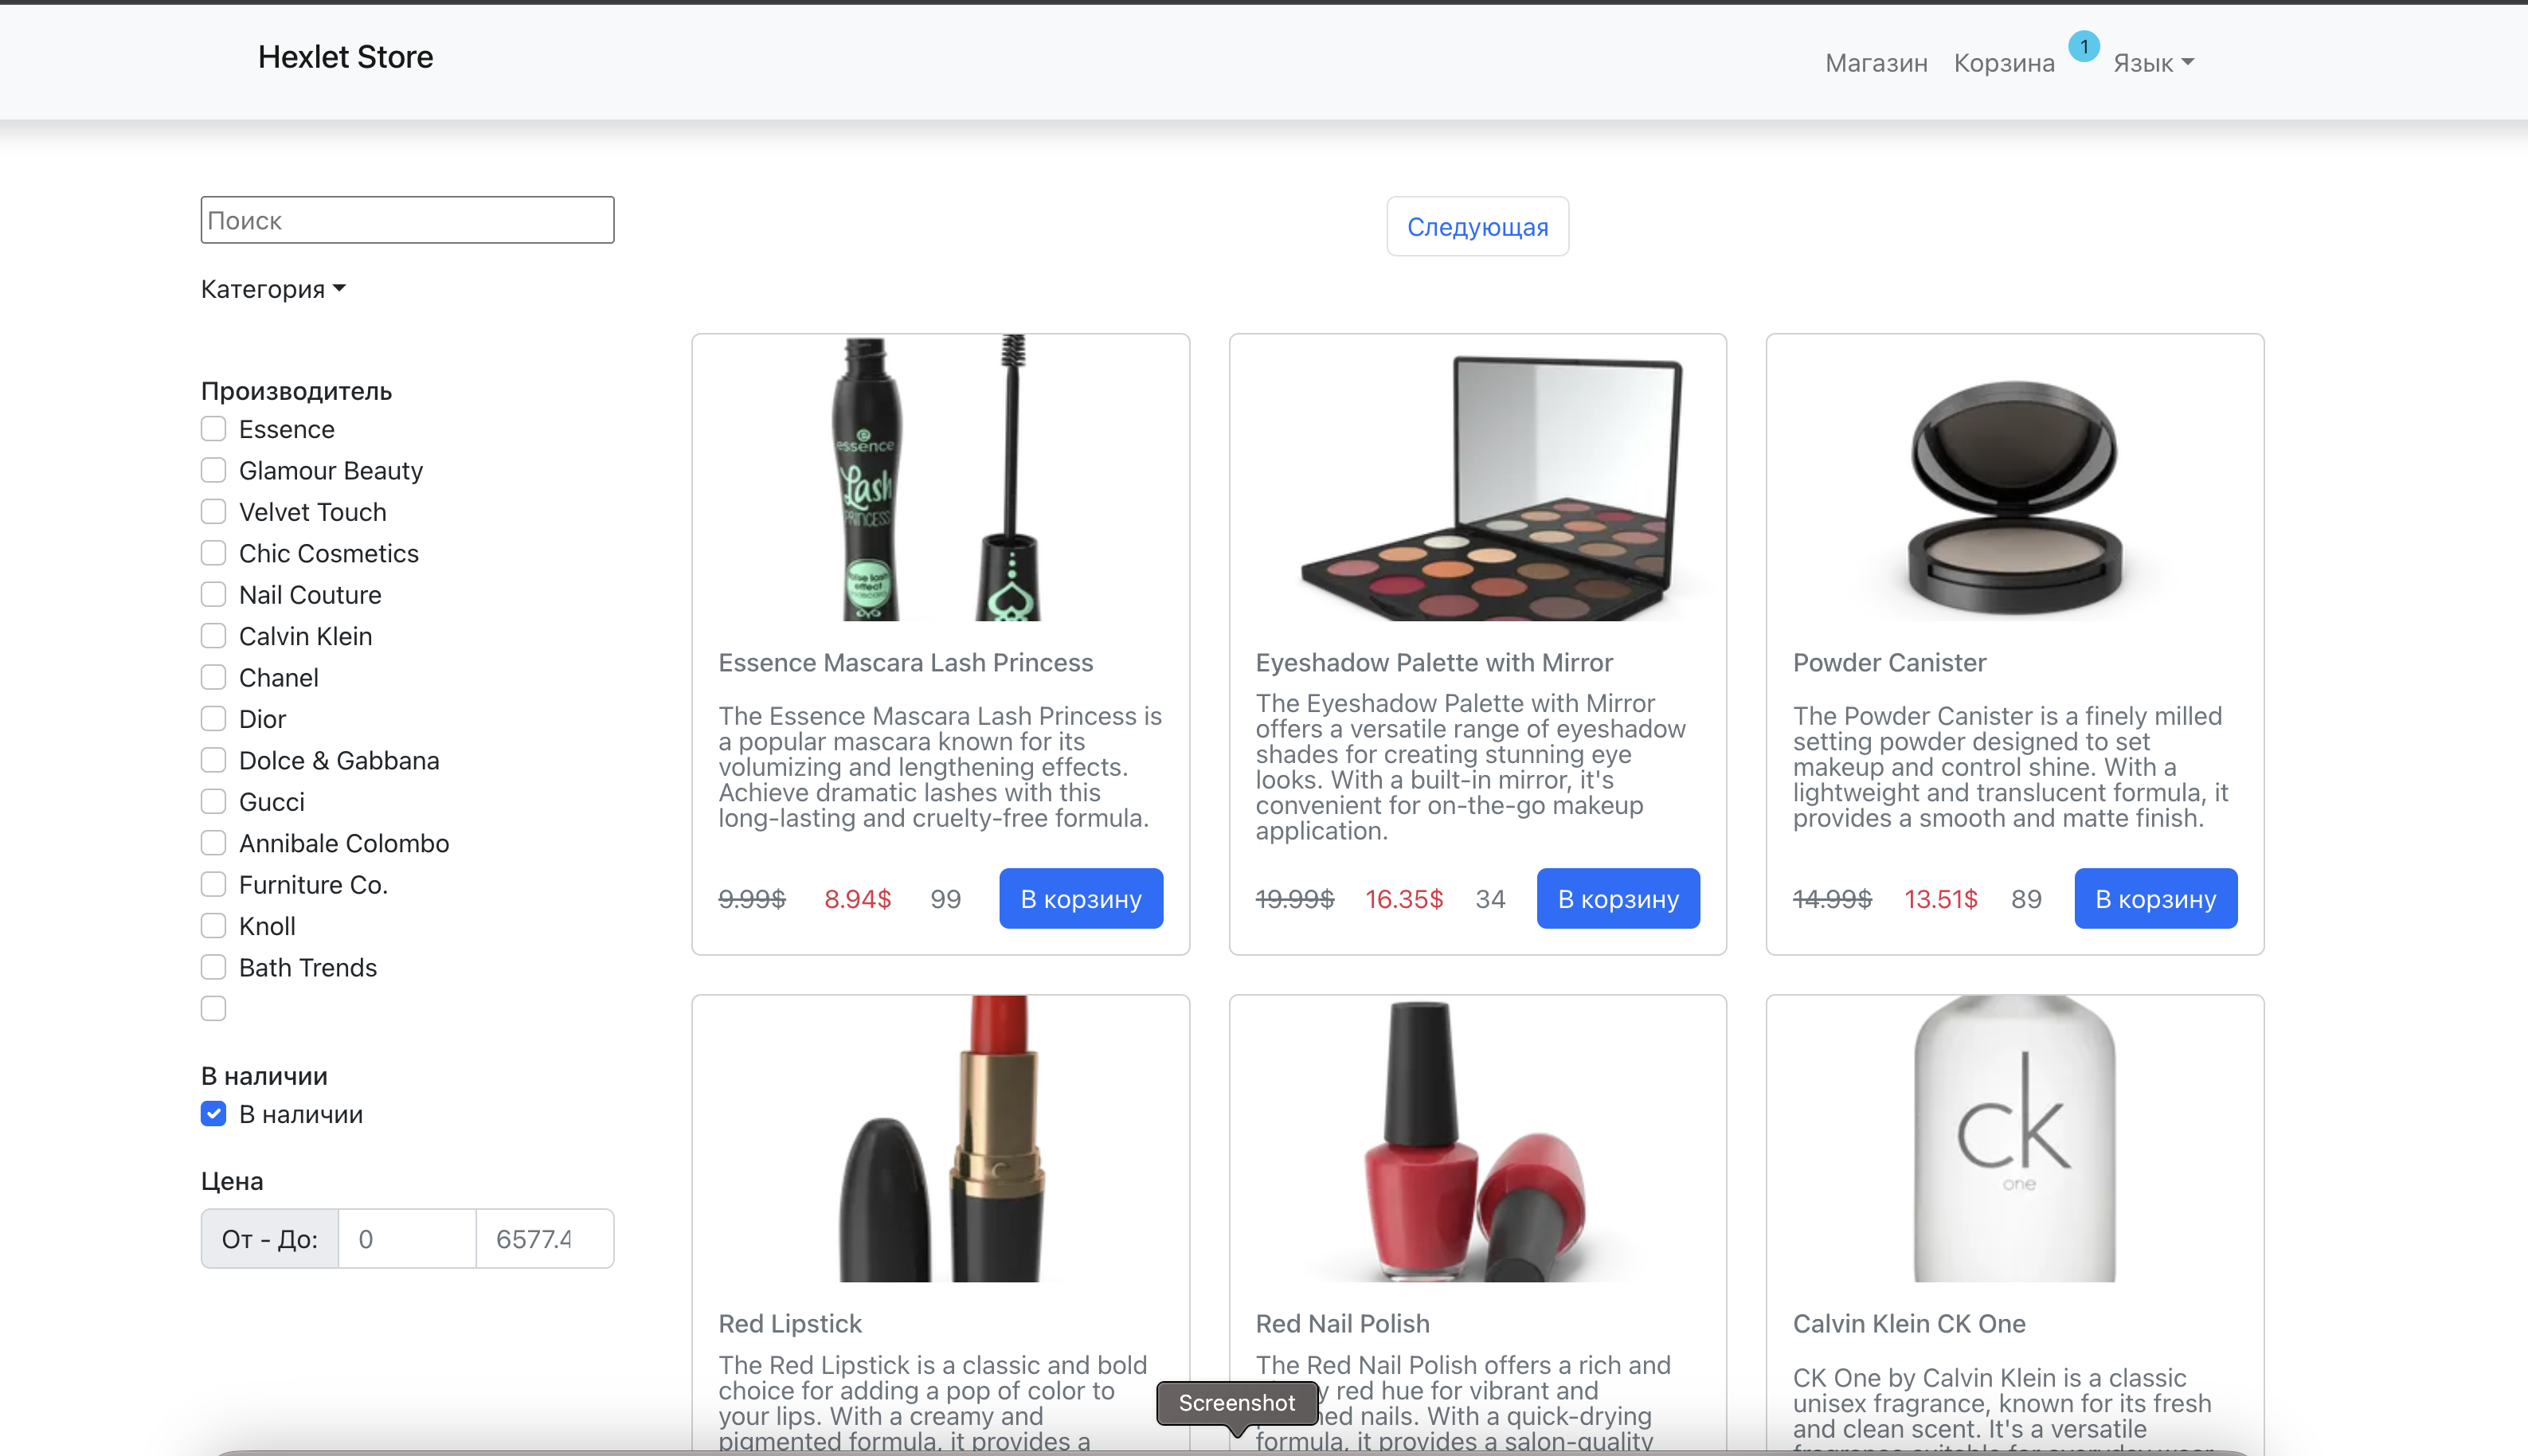 Hexlet Store
Магазин Корзина 1 Язык
Поиск
Категория
Производитель
Essence
Glamour Beauty
Velvet Touch
Chic Cosmetics
Nail Couture
Calvin Klein
Chanel
Dior
Dolce & Gabbana
Gucci
Annibale Colombo
Furniture Co.
Knoll
Bath Trends
В наличии
В наличии
Цена
От - До: 0 6577.4
Следующая
essence
Lash
PRINCESS
effect
Essence Mascara Lash Princess
The Essence Mascara Lash Princess is
a popular mascara known for its
volumizing and lengthening effects.
Achieve dramatic lashes with this
long-lasting and cruelty-free formula.
9.99$ 8.94$ 99 В корзину
Eyeshadow Palette with Mirror
The Eyeshadow Palette with Mirror
offers a versatile range of eyeshadow
shades for creating stunning eye
looks. With a built-in mirror, it's
convenient for on-the-go makeup
application.
19.99$ 16.35$ 34 В корзину
Powder Canister
The Powder Canister is a finely milled
setting powder designed to set
makeup and control shine. With a
lightweight and translucent formula, it
provides a smooth and matte finish.
14.99$ 13.51$ 89 В корзину
Red Lipstick
The Red Lipstick is a classic and bold
choice for adding a pop of color to
your lips. With a creamy and
pigmented formula, it provides a
Red Nail Polish
The Red Nail Polish offers a rich and
red hue for vibrant and
nails. With a quick-drying
formula, it provides a salon-quality
Screenshot
ck
one
Calvin Klein CK One
CK One by Calvin Klein is a classic
unisex fragrance, known for its fresh
and clean scent. It's a versatile